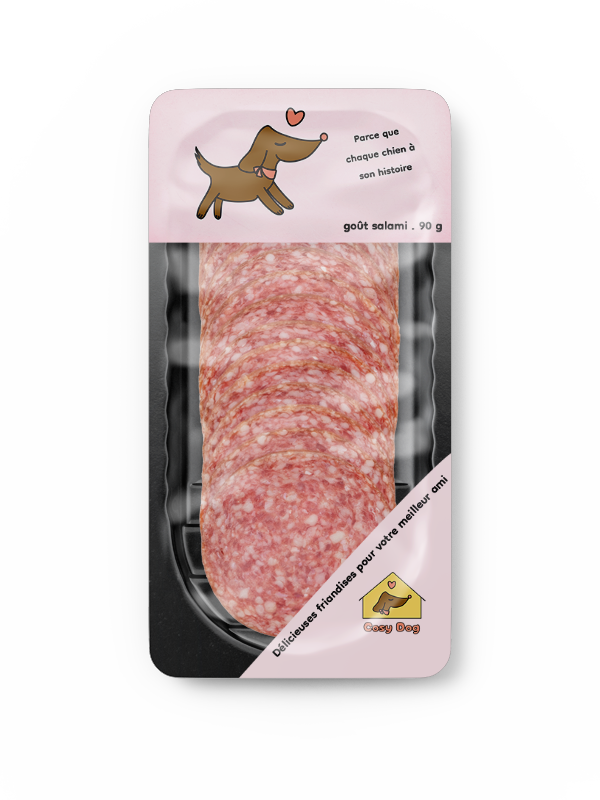 Parce que
chaque chien à
son histoire
goût salami . 90 g
Délicieuses friandises pour votre meilleur ami
Cosy Dog